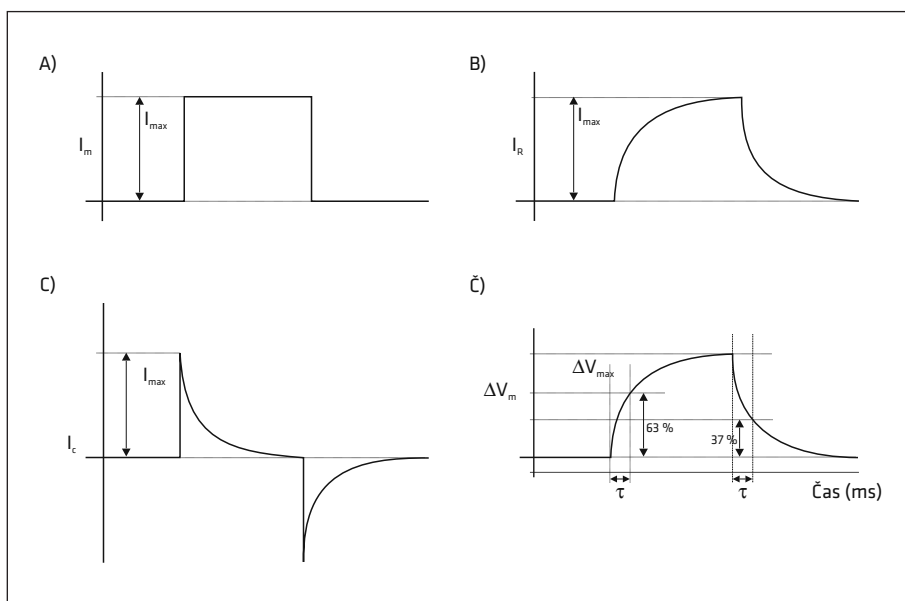 A)
I_max
I_m
B)
I_max
I_R
C)
I_max
I_c
Č)
ΔV_max
ΔV_m
63 %
37 %
τ
τ
Čas (ms)